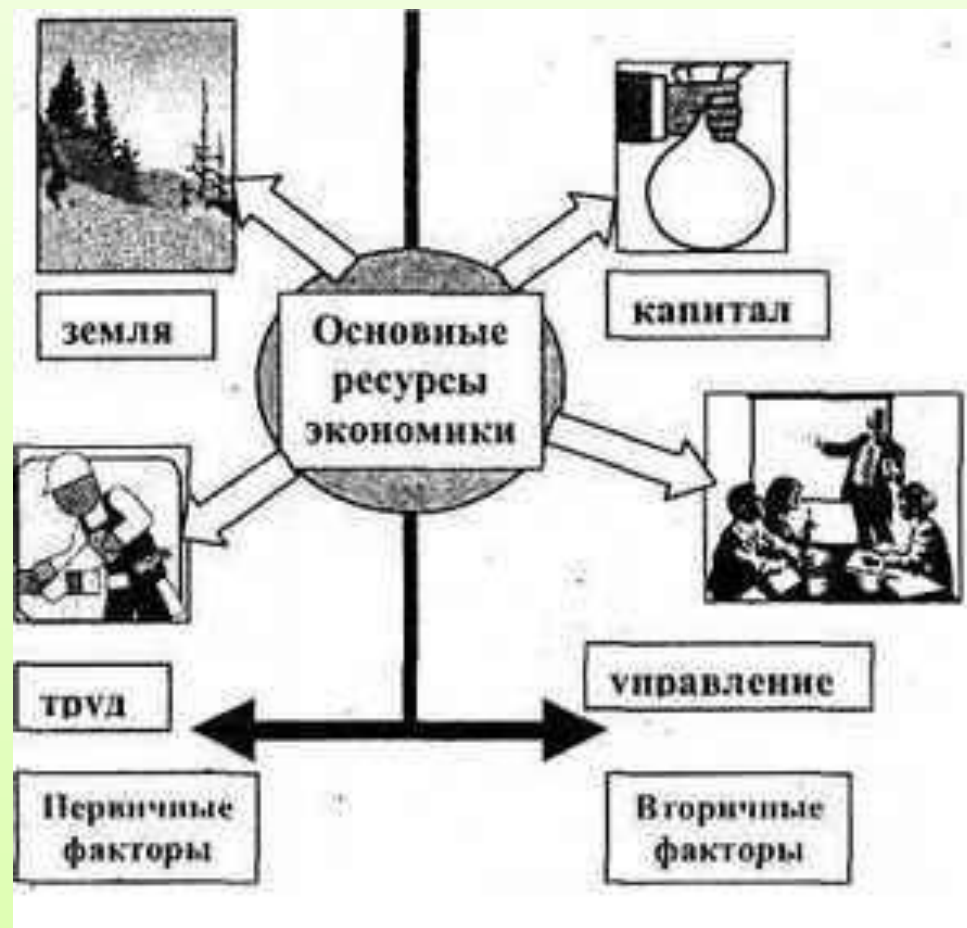 земля
капитал
Основные
ресурсы
экономики
труд
управление
Первичные
факторы
Вторичные
факторы